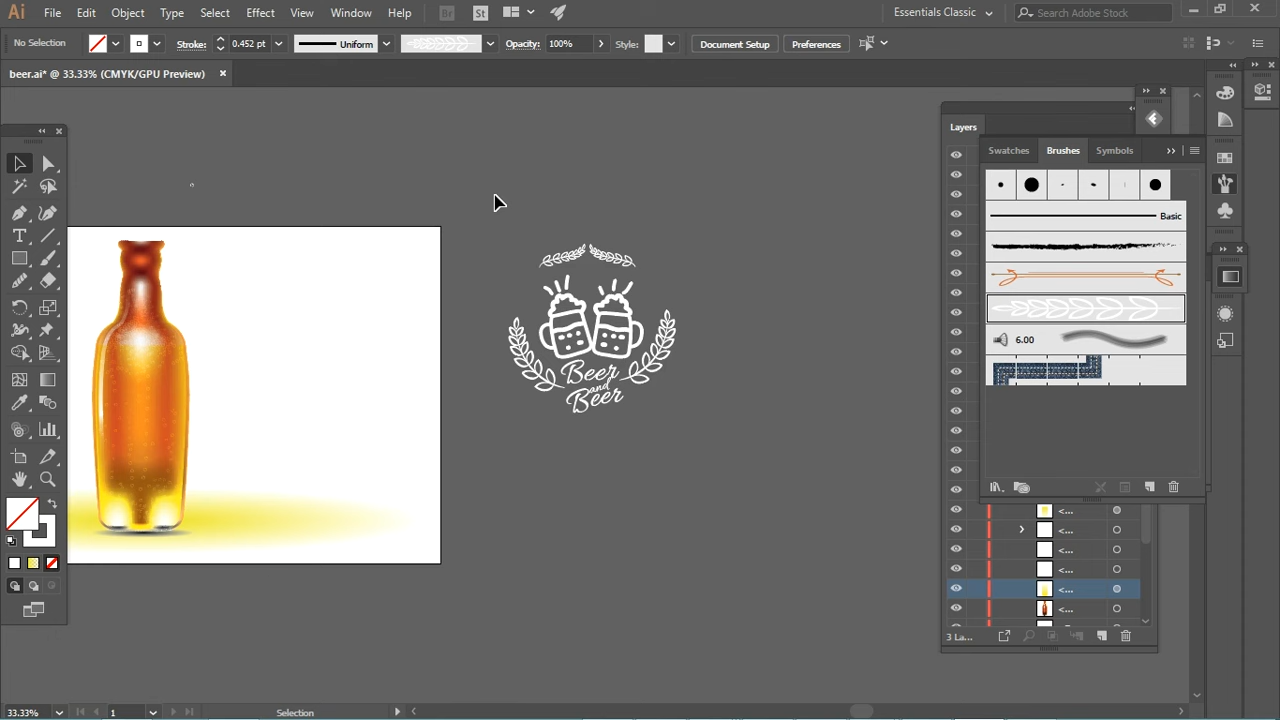 Ai File Edit Object Type Select Effect View Window Help Br St Essentials Classic Search Adobe Stock
No Selection Stroke: 0.452 pt Uniform Opacity: 100% Style: Document Setup Preferences
beer.ai* @ 33.33% (CMYK/GPU Preview)
Layers
Swatches Brushes Symbols
Basic
6.00
Beer
and
Beer
<...
<...
<...
<...
<...
<...
3 La...
33.33% 1 Selection